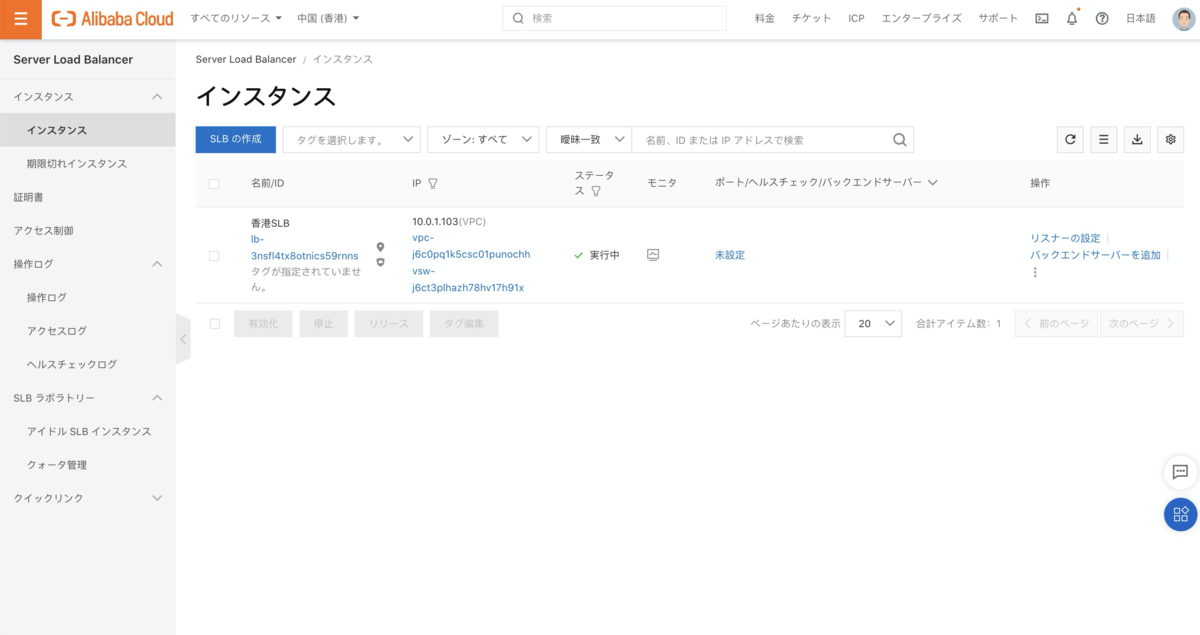 Alibaba Cloud すべてのリソース 中国 (香港) 検索 料金 チケット ICP エンタープライズ サポート 日本語
Server Load Balancer
インスタンス
インスタンス
期限切れインスタンス
証明書
アクセス制御
操作ログ
操作ログ
アクセスログ
ヘルスチェックログ
SLB ラボラトリー
アイドル SLB インスタンス
クォータ管理
クイックリンク
Server Load Balancer / インスタンス
インスタンス
SLB の作成 タグを選択します。 ゾーン: すべて 曖昧一致 名前、ID または IP アドレスで検索
名前/ID IP ステータス モニタ ポート/ヘルスチェック/バックエンドサーバー 操作
香港SLB
lb-
3nsfl4tx8otnics59rnns
タグが指定されていませ
ん。
10.0.1.103(VPC)
vpc-
j6c0pq1k5csc01punochh
vsw-
j6ct3plhazh78hv17h91x
実行中
未設定
リスナーの設定
バックエンドサーバーを追加
有効化 停止 リリース タグ編集 ページあたりの表示 20 合計アイテム数: 1 前のページ 次のページ